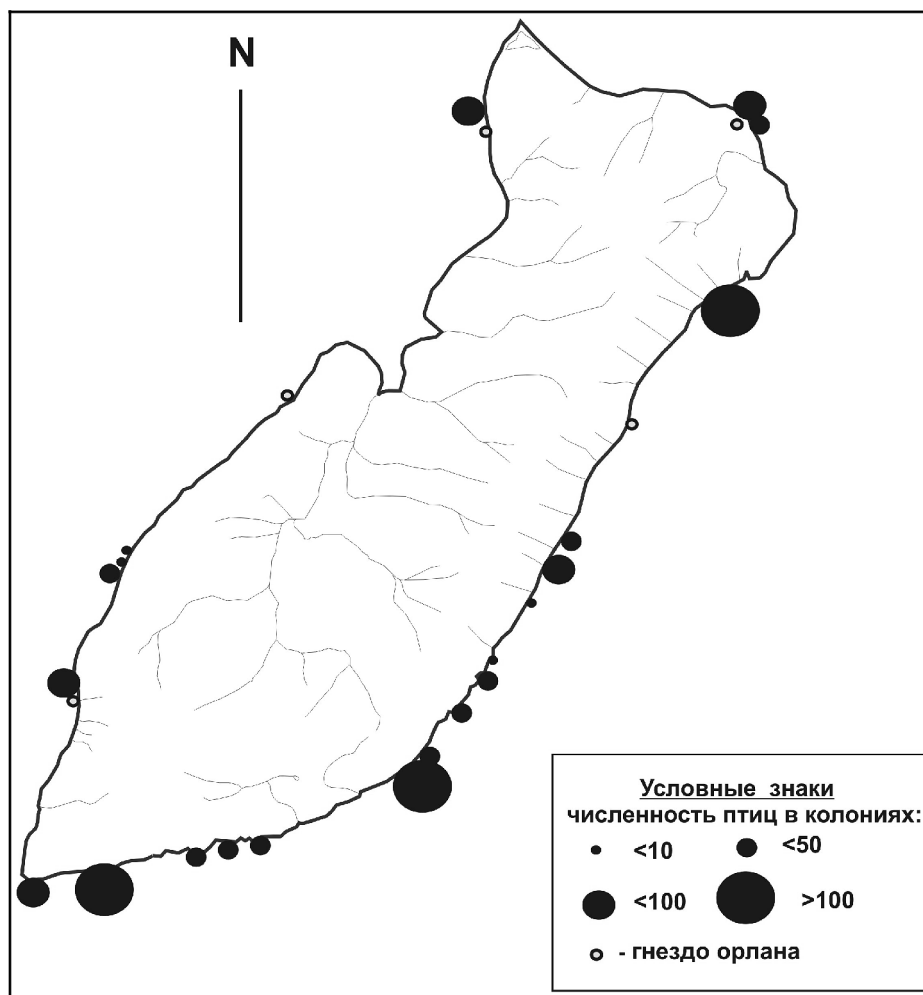 N
Условные знаки
численность птиц в колониях:
<10 <50
<100 >100
- гнездо орлана